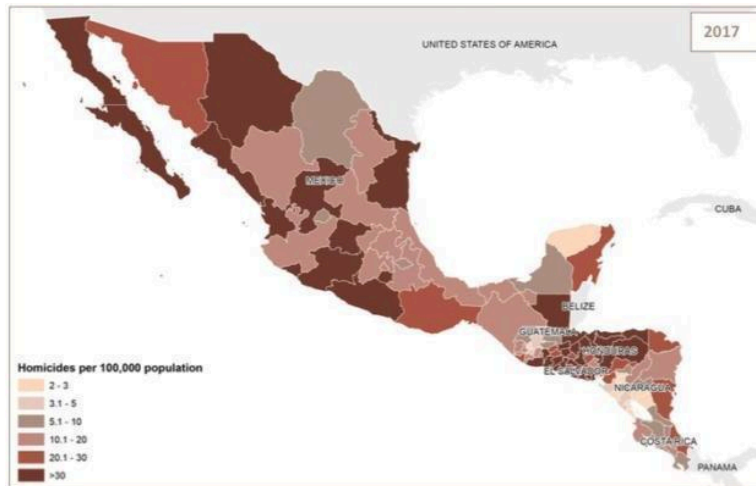 2017
UNITED STATES OF AMERICA
MEXICO
CUBA
BELIZE
GUATEMALA
HONDURAS
EL SALVADOR
NICARAGUA
COSTA RICA
PANAMA
Homicides per 100,000 population
2 - 3
3.1 - 5
5.1 - 10
10.1 - 20
20.1 - 30
>30